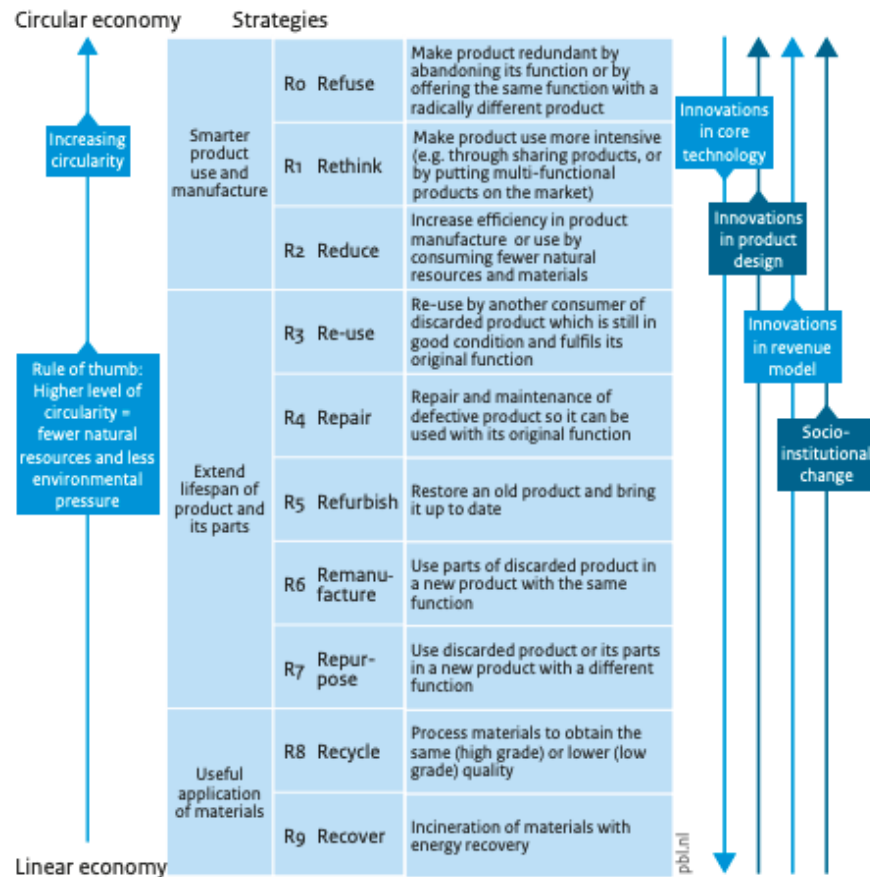 Circular economy
Strategies
Increasing
circularity
Rule of thumb:
Higher level of
circularity =
fewer natural
resources and less
environmental
pressure
Linear economy
Smarter
product
use and
manufacture
R0 Refuse
Make product redundant by
abandoning its function or by
offering the same function with a
radically different product
R1 Rethink
Make product use more intensive
(e.g. through sharing products, or
by putting multi-functional
products on the market)
R2 Reduce
Increase efficiency in product
manufacture or use by
consuming fewer natural
resources and materials
Extend
lifespan of
product and
its parts
R3 Re-use
Re-use by another consumer of
discarded product which is still in
good condition and fulfils its
original function
R4 Repair
Repair and maintenance of
defective product so it can be
used with its original function
R5 Refurbish
Restore an old product and bring
it up to date
R6 Remanu-
facture
Use parts of discarded product in
a new product with the same
function
R7 Repur-
pose
Use discarded product or its parts
in a new product with a different
function
Useful
application
of materials
R8 Recycle
Process materials to obtain the
same (high grade) or lower (low
grade) quality
R9 Recover
Incineration of materials with
energy recovery
pbl.nl
Innovations
in core
technology
Innovations
in product
design
Innovations
in revenue
model
Socio-
institutional
change